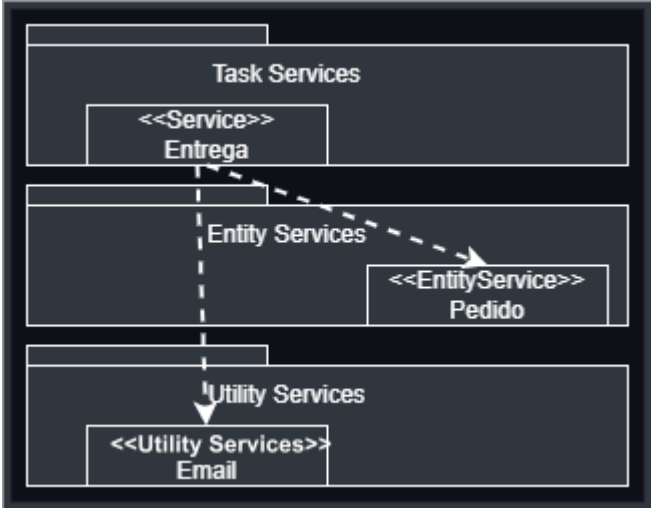 Task Services
<<Service>>
Entrega
Entity Services
<<EntityService>>
Pedido
Utility Services
<<Utility Services>>
Email